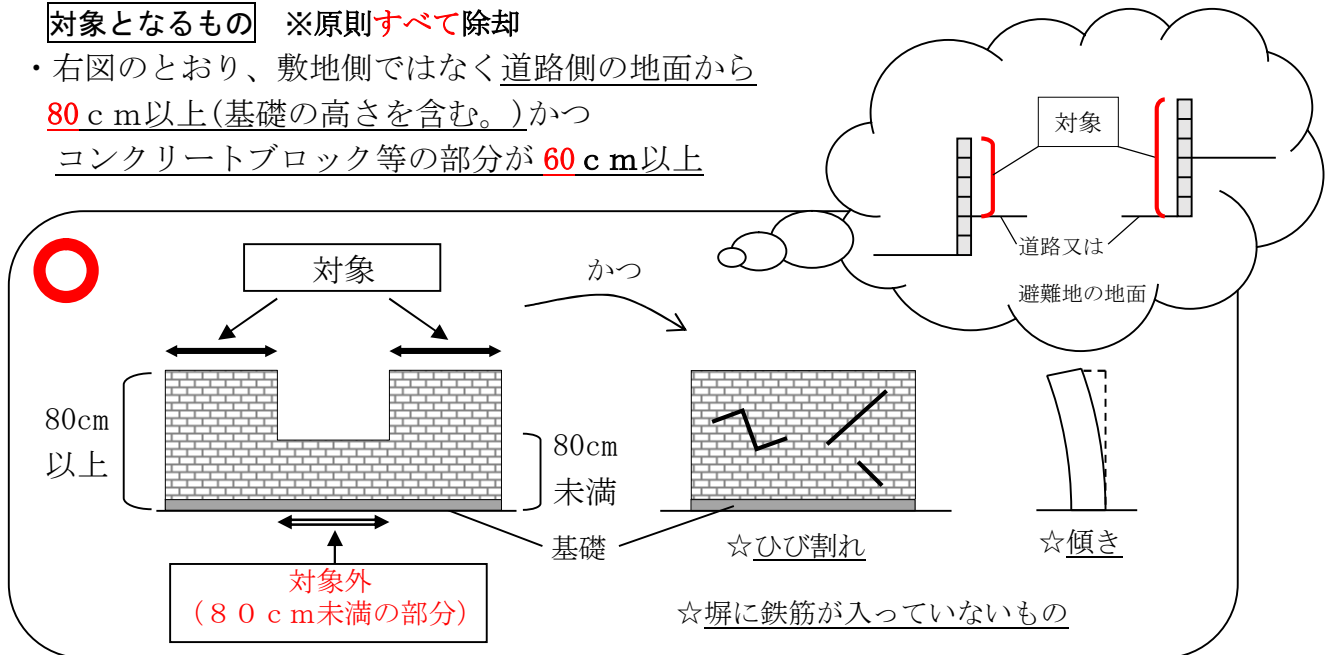 対象となるもの　※原則すべて除却
・右図のとおり、敷地側ではなく道路側の地面から
80ｃｍ以上(基礎の高さを含む。)かつ
コンクリートブロック等の部分が 60ｃｍ以上
対象
道路又は
避難地の地面
対象
かつ
80cm
以上
80cm
未満
基礎
対象外
（８０ｃｍ未満の部分）
☆ひび割れ
☆傾き
☆塀に鉄筋が入っていないもの